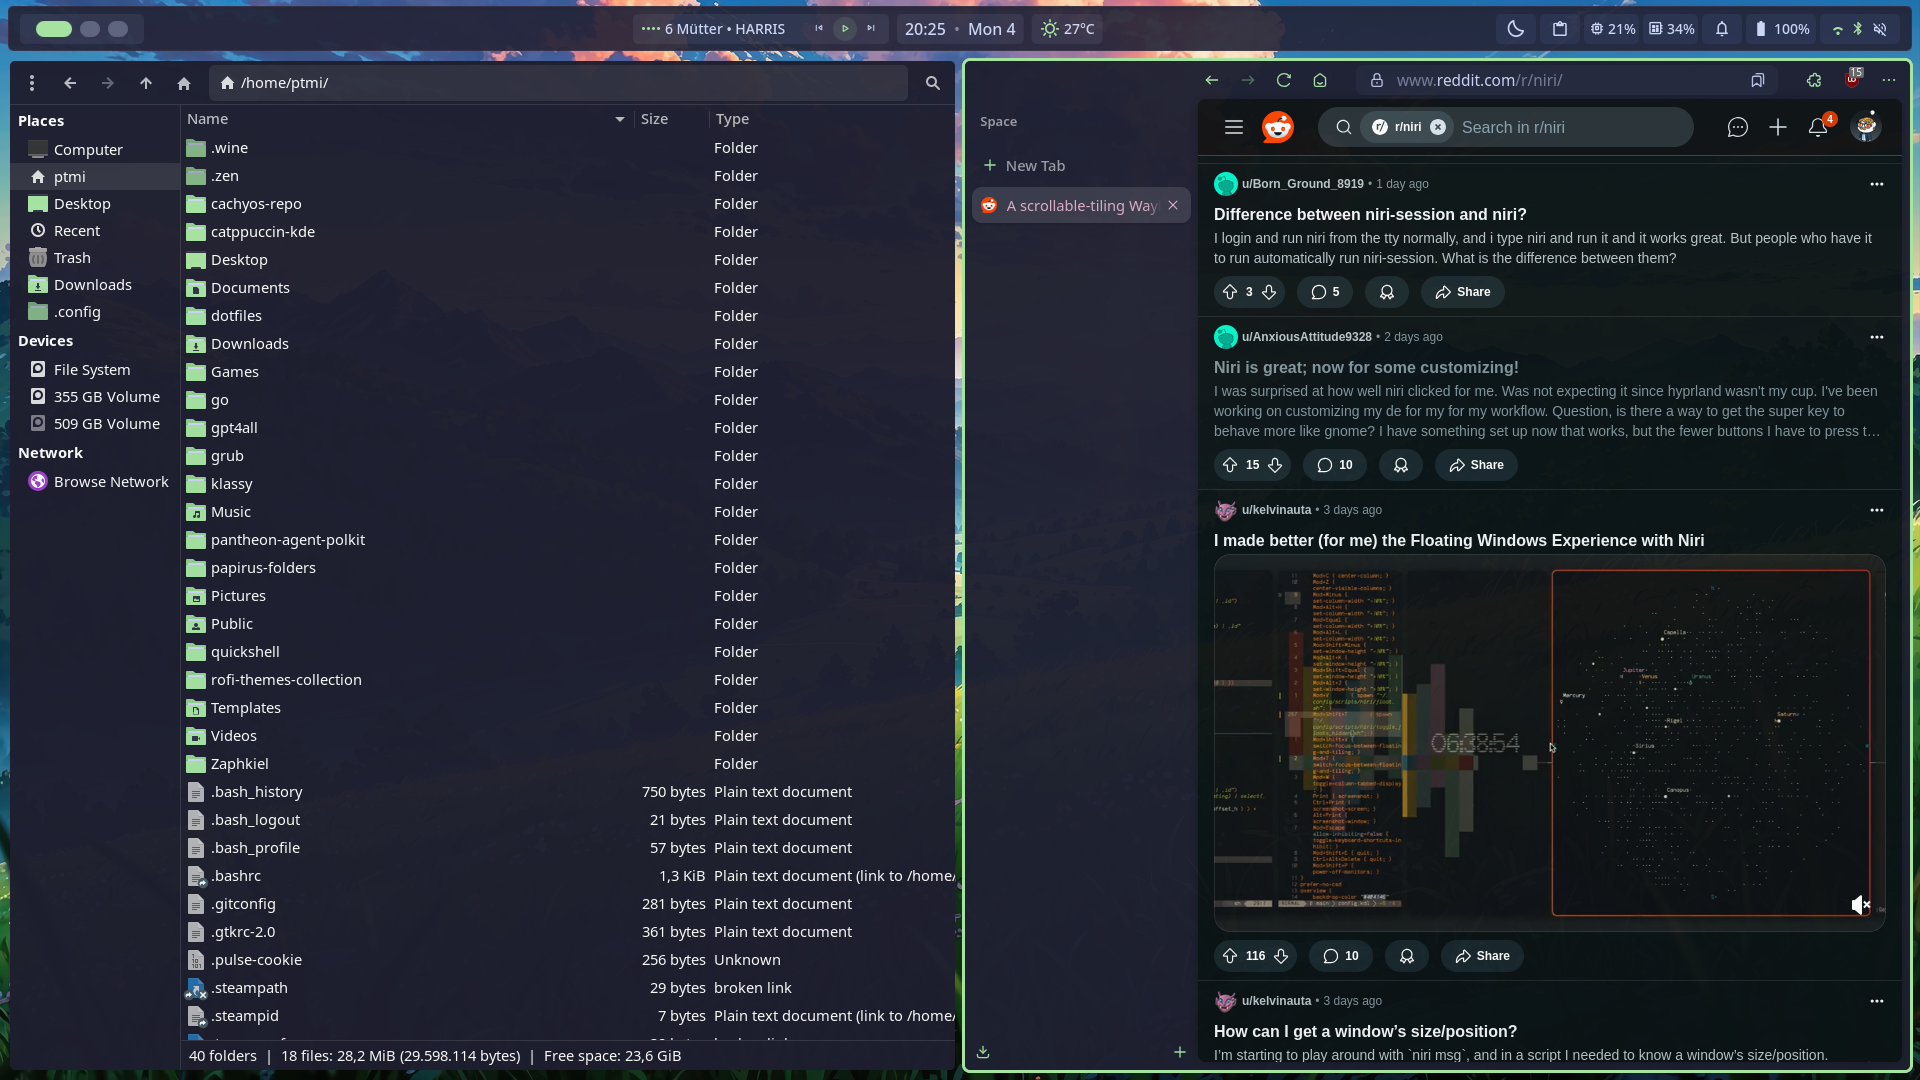 6 Mütter • HARRIS
20:25 • Mon 4
27°C
21%
34%
100%
/home/ptmi/
Places
Computer
ptmi
Desktop
Recent
Trash
Downloads
.config
Devices
File System
355 GB Volume
509 GB Volume
Network
Browse Network
Name Size Type
.wine Folder
.zen Folder
cachyos-repo Folder
catppuccin-kde Folder
Desktop Folder
Documents Folder
dotfiles Folder
Downloads Folder
Games Folder
go Folder
gpt4all Folder
grub Folder
klassy Folder
Music Folder
pantheon-agent-polkit Folder
papirus-folders Folder
Pictures Folder
Public Folder
quickshell Folder
rofi-themes-collection Folder
Templates Folder
Videos Folder
Zaphkiel Folder
.bash_history 750 bytes Plain text document
.bash_logout 21 bytes Plain text document
.bash_profile 57 bytes Plain text document
.bashrc 1,3 KiB Plain text document (link to /home/
.gitconfig 281 bytes Plain text document
.gtkrc-2.0 361 bytes Plain text document
.pulse-cookie 256 bytes Unknown
.steampath 29 bytes broken link
.steampid 7 bytes Plain text document (link to /home/
40 folders | 18 files: 28,2 MiB (29.598.114 bytes) | Free space: 23,6 GiB
www.reddit.com/r/niri/
15
Space
New Tab
A scrollable-tiling Way
r/niri
Search in r/niri
4
u/Born_Ground_8919 • 1 day ago
Difference between niri-session and niri?
I login and run niri from the tty normally, and i type niri and run it and it works great. But people who have it
to run automatically run niri-session. What is the difference between them?
3 5 Share
u/AnxiousAttitude9328 • 2 days ago
Niri is great; now for some customizing!
I was surprised at how well niri clicked for me. Was not expecting it since hyprland wasn't my cup. I've been
working on customizing my de for my for my workflow. Question, is there a way to get the super key to
behave more like gnome? I have something set up now that works, but the fewer buttons I have to press t...
15 10 Share
u/kelvinauta • 3 days ago
I made better (for me) the Floating Windows Experience with Niri
06:38:54
Capella
Jupiter
Venus
Uranus
Mercury
Saturn
Rigel
Sirius
Canopus
116 10 Share
u/kelvinauta • 3 days ago
How can I get a window’s size/position?
I’m starting to play around with `niri msg`, and in a script I needed to know a window’s size/position.